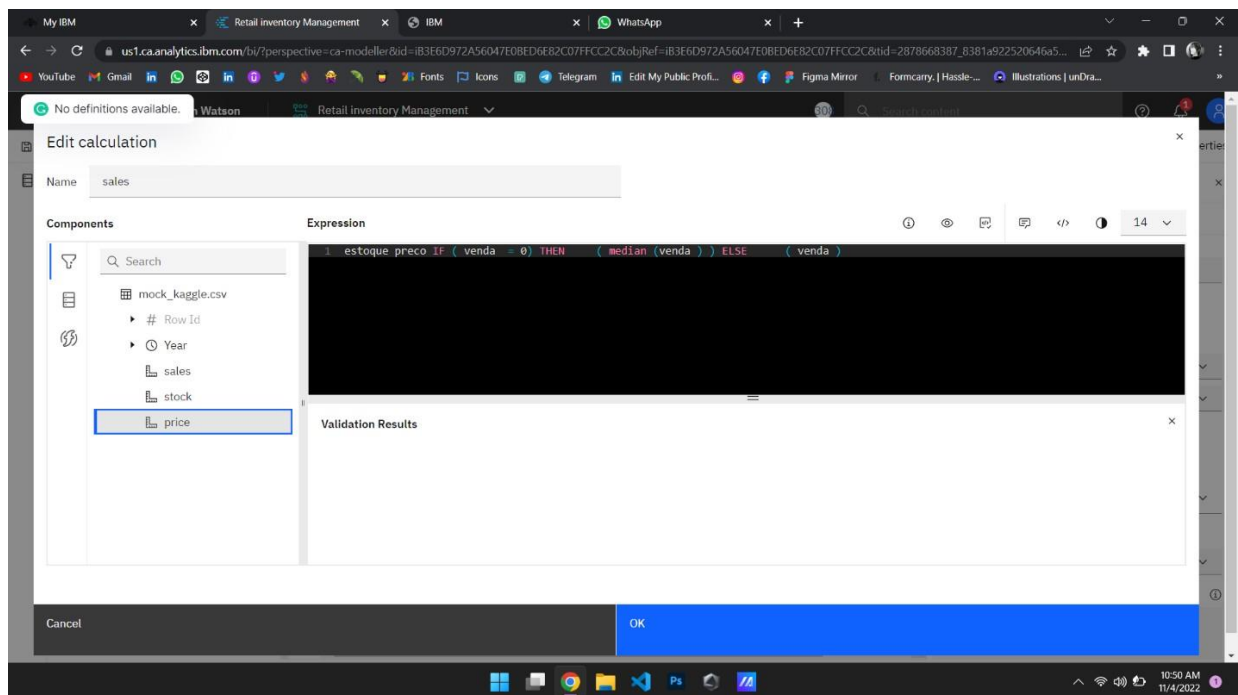 My IBM
Retail inventory Management
IBM
WhatsApp
us1.ca.analytics.ibm.com/bi/?perspective=ca-modeller&id=iB3E6D972A56047E0BED6E82C07FFCC2C&objRef=iB3E6D972A56047E0BED6E82C07FFCC2C&tid=2878668387_8381a922520646a5...
YouTube Gmail Fonts Icons Telegram Edit My Public Profi... Figma Mirror Formcarry. | Hassle-... Illustrations | unDra... »
No definitions available.
Watson Retail inventory Management Search content
Edit calculation
Name sales
Components Expression 14
1 estoque preco IF ( venda = 0) THEN ( median (venda ) ) ELSE ( venda )
Search
mock_kaggle.csv
# Row Id
Year
sales
stock
price
Validation Results
Cancel OK
10:50 AM
11/4/2022